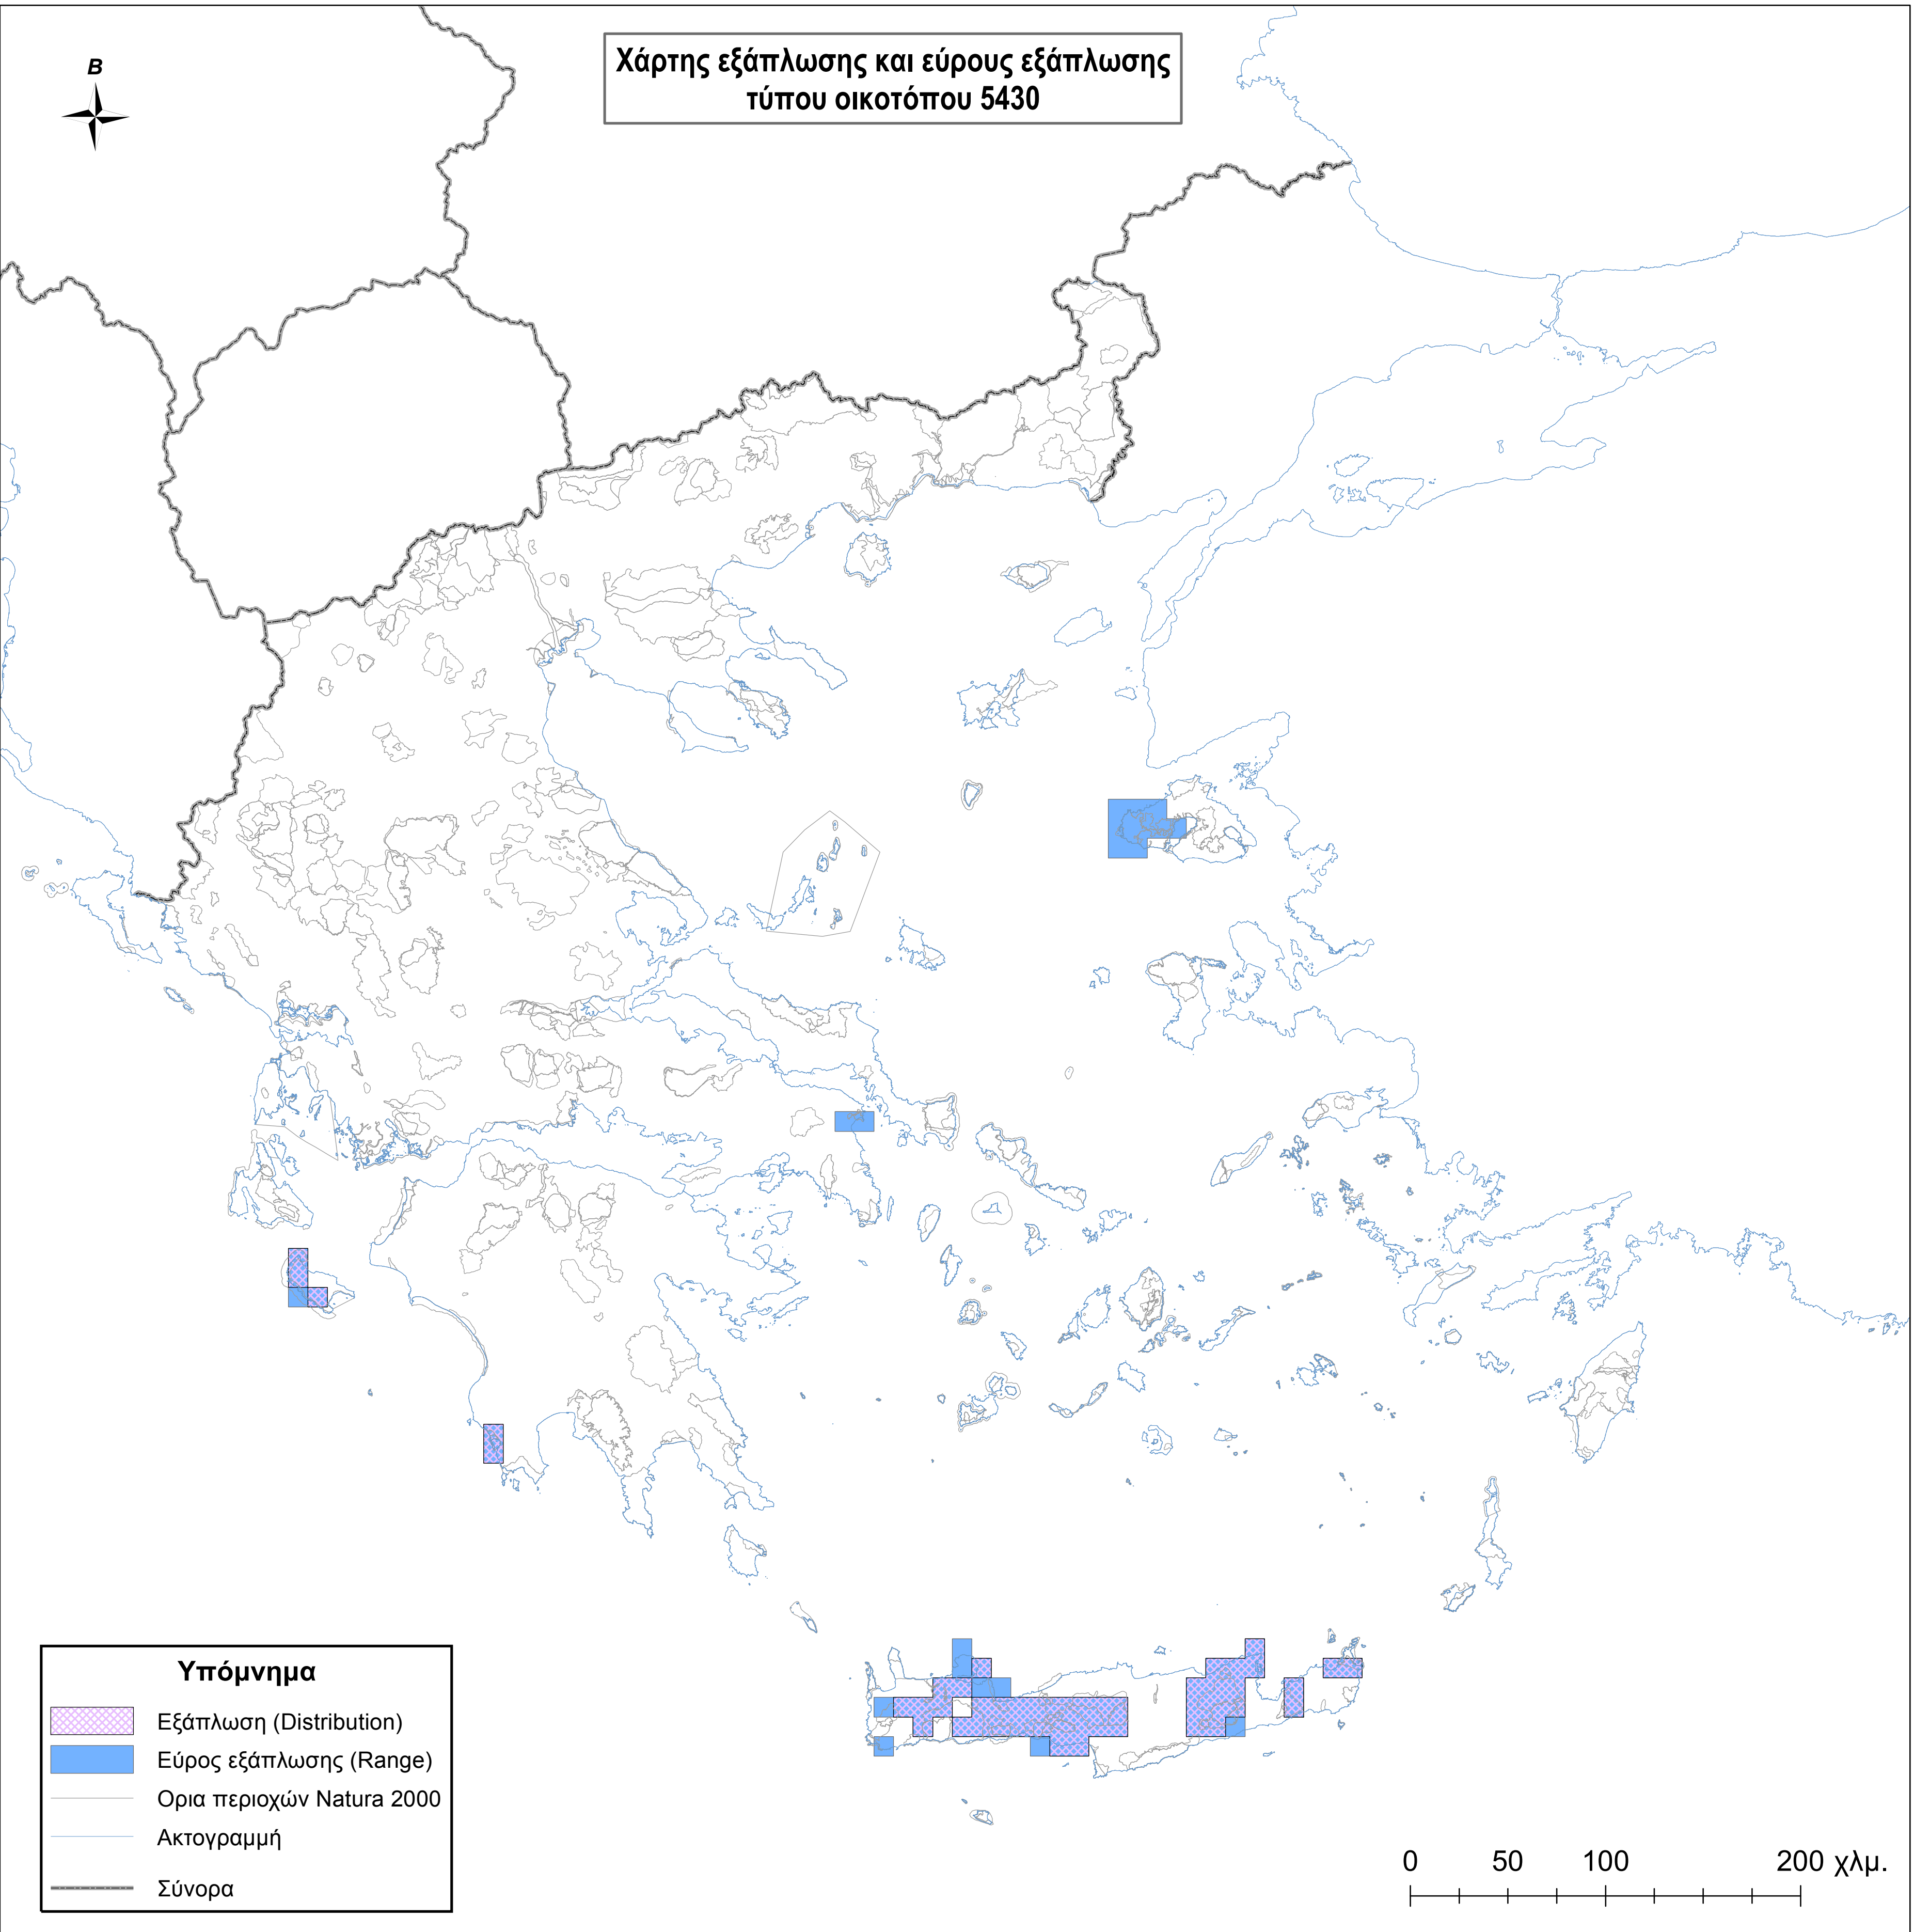 Χάρτης εξάπλωσης και εύρους εξάπλωσης
τύπου οικοτόπου 5430
Β
Υπόμνημα
Εξάπλωση (Distribution)
Εύρος εξάπλωσης (Range)
Ορια περιοχών Natura 2000
Ακτογραμμή
Σύνορα
0 50 100 200 χλμ.